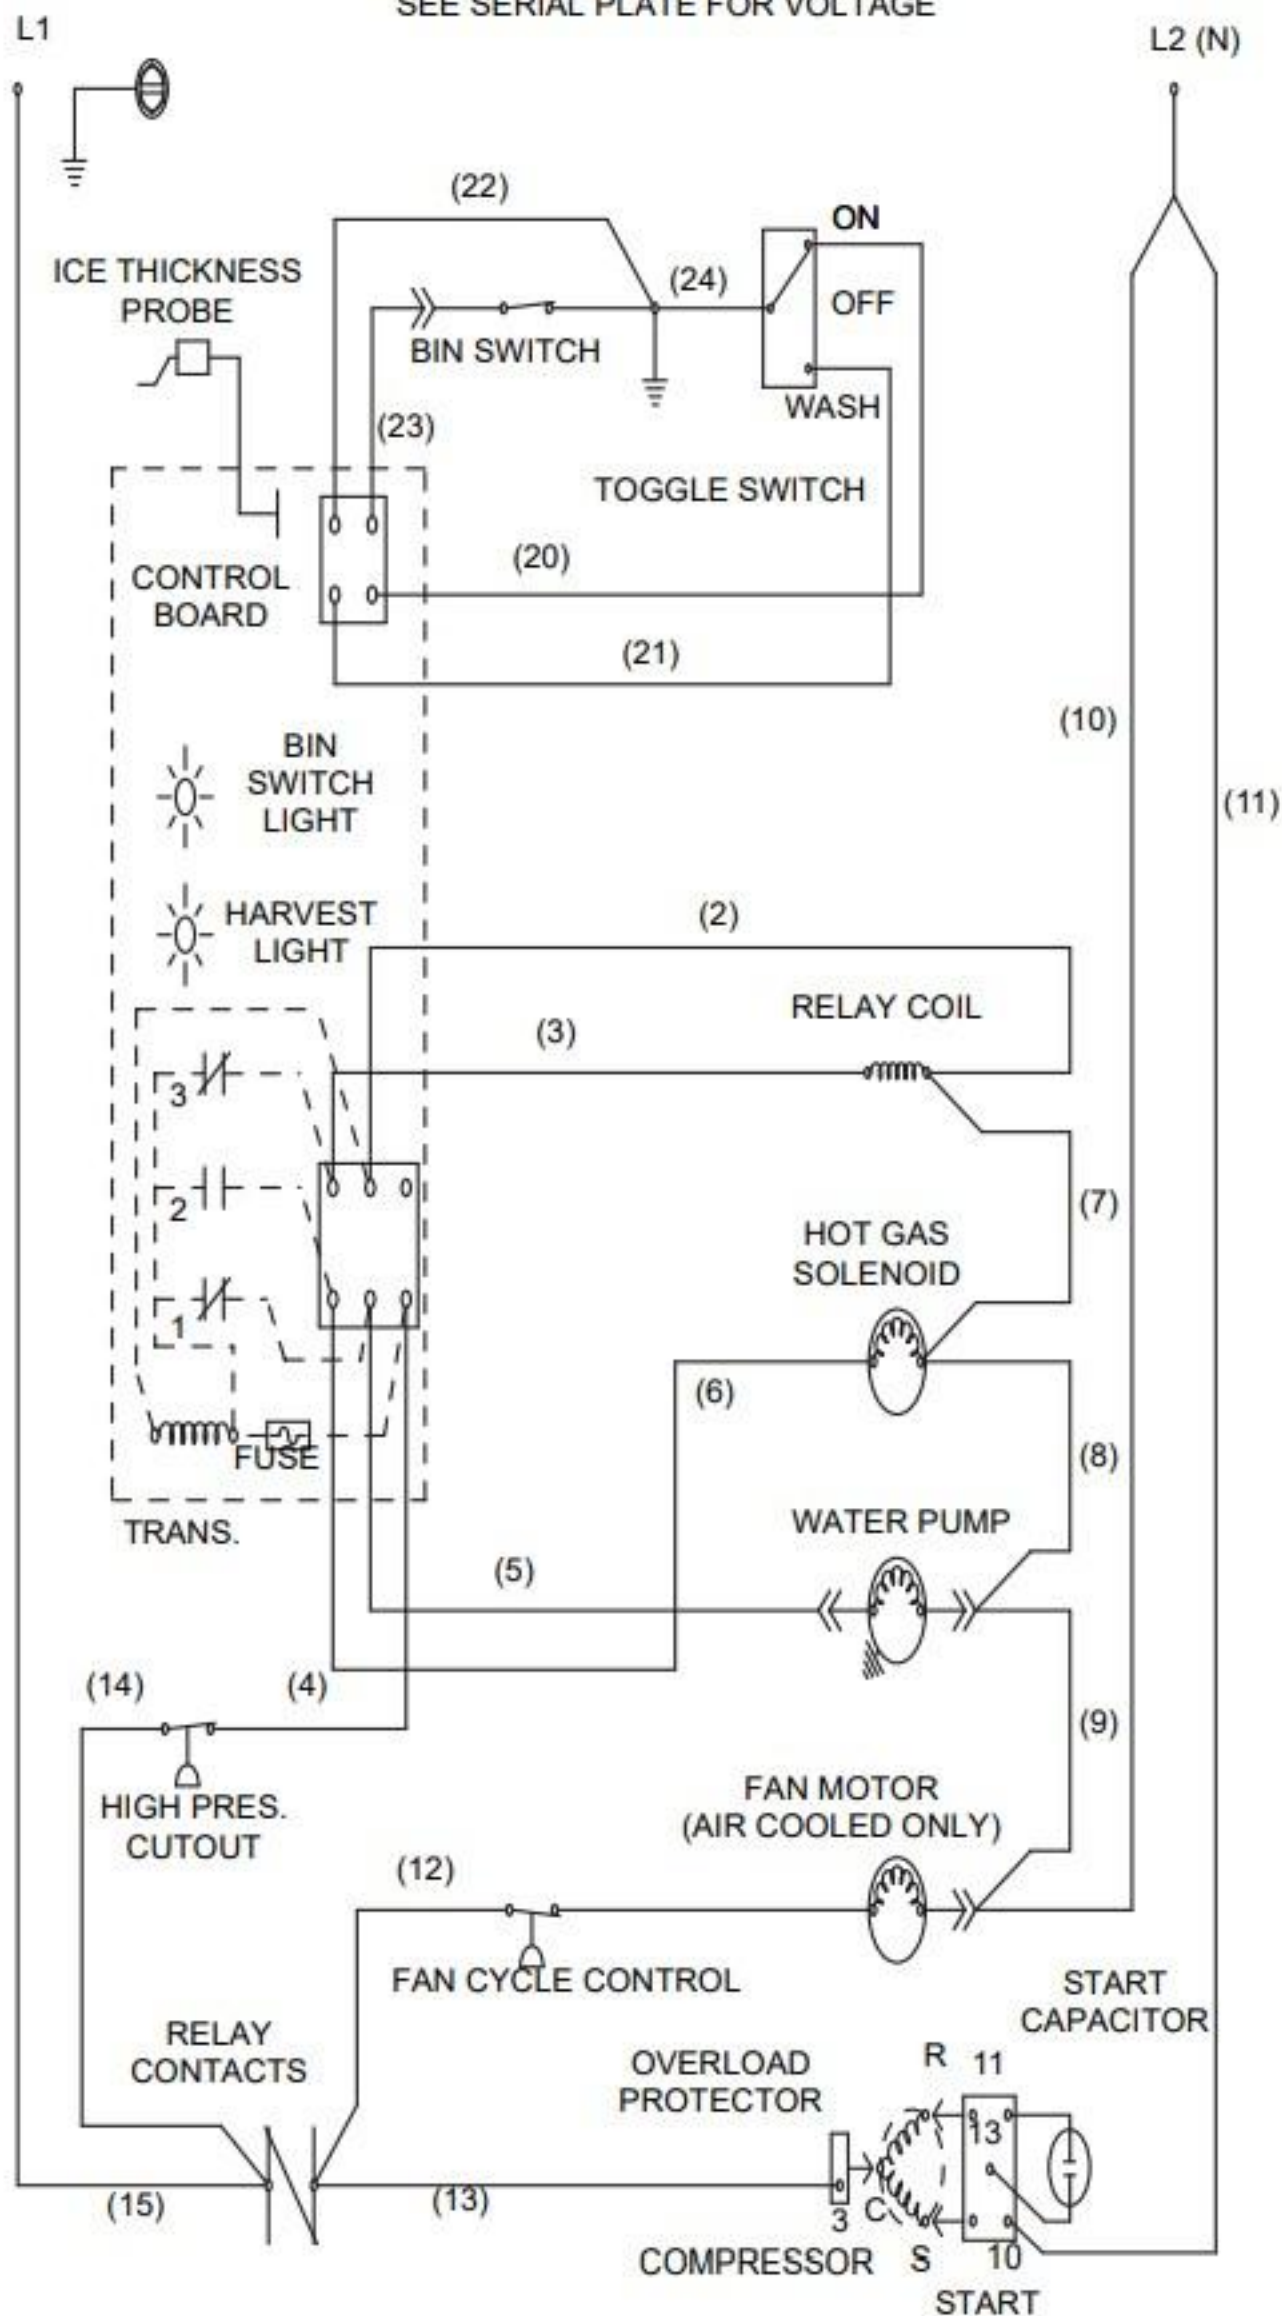 SEE SERIAL PLATE FOR VOLTAGE
L1
L2 (N)
(22)
ON
ICE THICKNESS
PROBE
(24)
OFF
BIN SWITCH
WASH
(23)
TOGGLE SWITCH
(20)
CONTROL
BOARD
(21)
(10)
BIN
SWITCH
LIGHT
(11)
HARVEST
LIGHT
(2)
RELAY COIL
(3)
3
2
(7)
HOT GAS
SOLENOID
1
(6)
FUSE
(8)
TRANS.
WATER PUMP
(5)
(14)
(4)
(9)
HIGH PRES.
CUTOUT
FAN MOTOR
(AIR COOLED ONLY)
(12)
FAN CYCLE CONTROL
START
CAPACITOR
RELAY
CONTACTS
OVERLOAD
PROTECTOR
R
11
13
(15)
(13)
3
C
COMPRESSOR
S
10
START